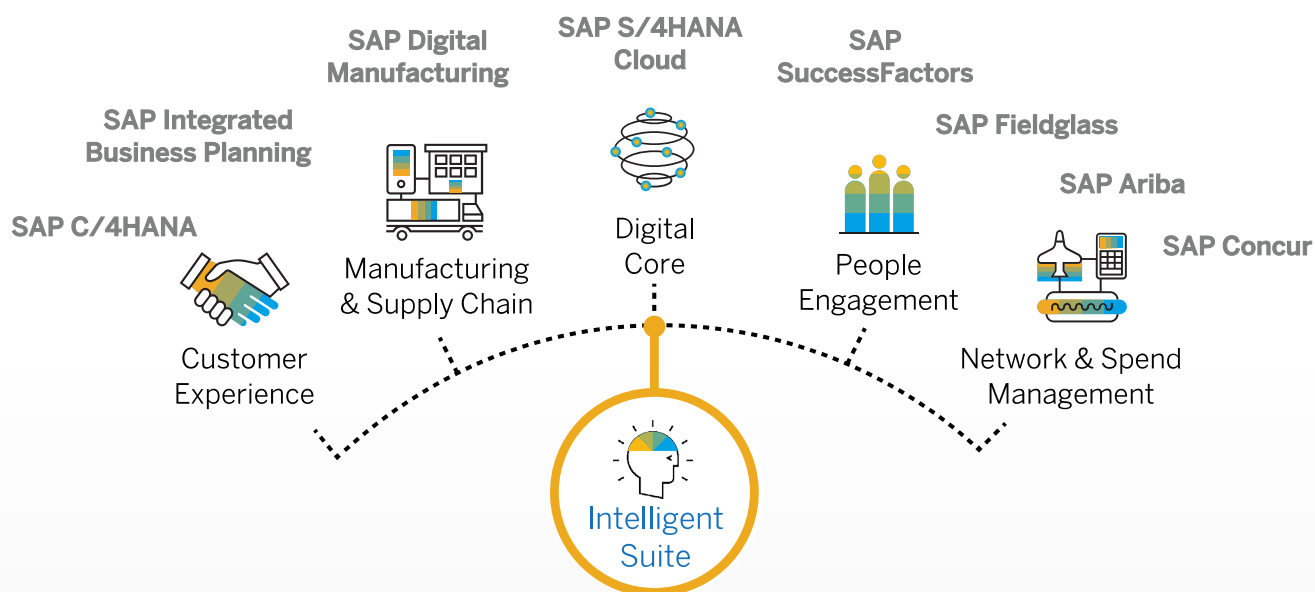 SAP C/4HANA
Customer
Experience
SAP Integrated
Business Planning
SAP Digital
Manufacturing
Manufacturing
& Supply Chain
SAP S/4HANA
Cloud
Digital
Core
SAP
SuccessFactors
SAP Fieldglass
People
Engagement
SAP Ariba
SAP Concur
Network & Spend
Management
Intelligent
Suite